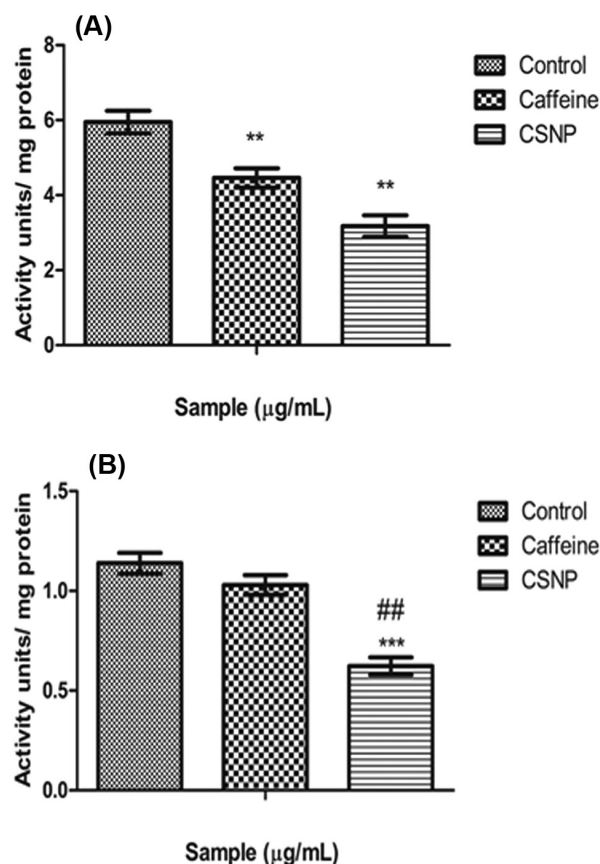 (A)
Activity units/ mg protein
8
6
4
2
0
**
**
Control
Caffeine
CSNP
Sample (µg/mL)
(B)
Activity units/ mg protein
1.5
1.0
0.5
0.0
##
***
Control
Caffeine
CSNP
Sample (µg/mL)